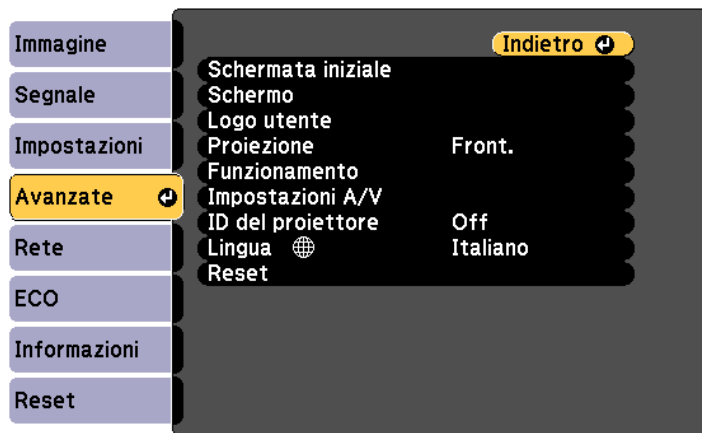 Immagine
Segnale
Impostazioni
Avanzate
Rete
ECO
Informazioni
Reset
Indietro
Schermata iniziale
Schermo
Logo utente
Proiezione Front.
Funzionamento
Impostazioni A/V
ID del proiettore Off
Lingua Italiano
Reset